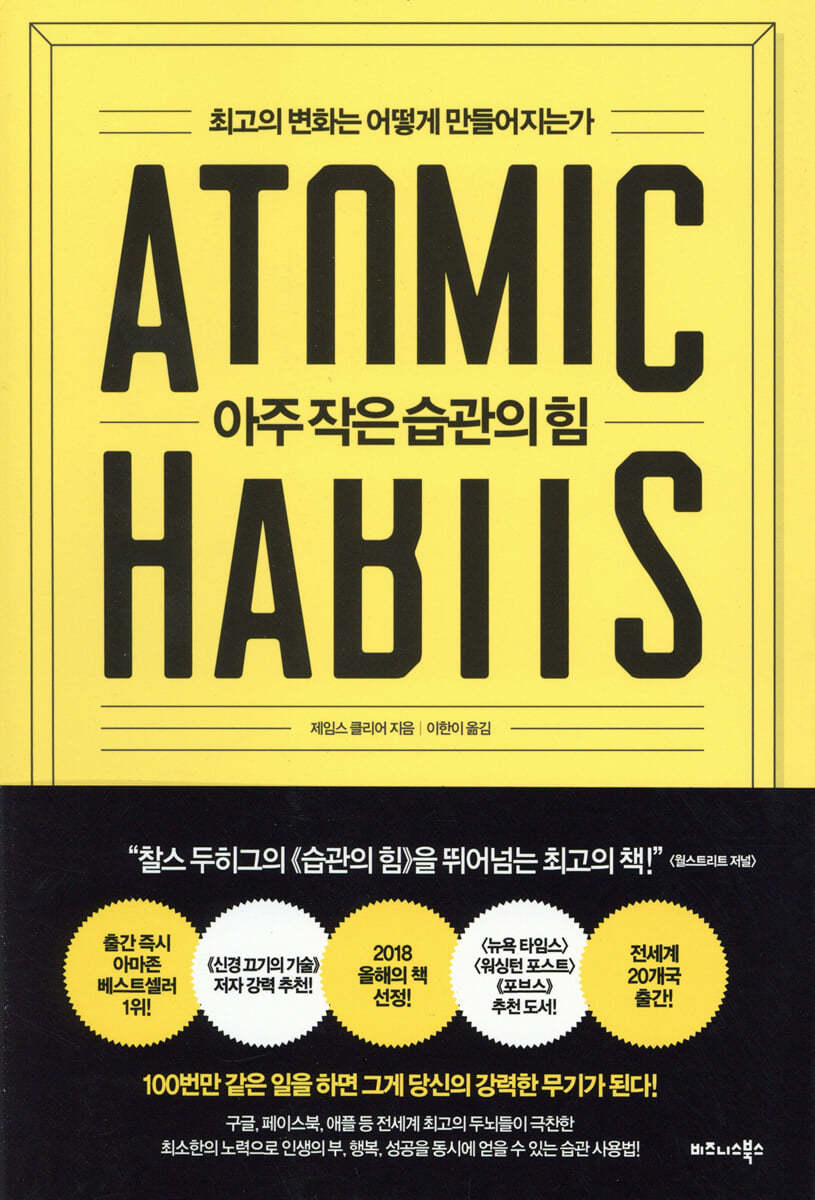 최고의 변화는 어떻게 만들어지는가
ATOMIC
아주 작은 습관의 힘
HABITS
제임스 클리어 지음 | 이한이 옮김
“찰스 두히그의 《습관의 힘》을 뛰어넘는 최고의 책!” 〈월스트리트 저널〉
출간 즉시
아마존
베스트셀러
1위!
《신경 끄기의 기술》
저자 강력 추천!
2018
올해의 책
선정!
〈뉴욕 타임스〉
〈워싱턴 포스트〉
《포브스》
추천 도서!
전세계
20개국
출간!
100번만 같은 일을 하면 그게 당신의 강력한 무기가 된다!
구글, 페이스북, 애플 등 전세계 최고의 두뇌들이 극찬한
최소한의 노력으로 인생의 부, 행복, 성공을 동시에 얻을 수 있는 습관 사용법!
비즈니스북스